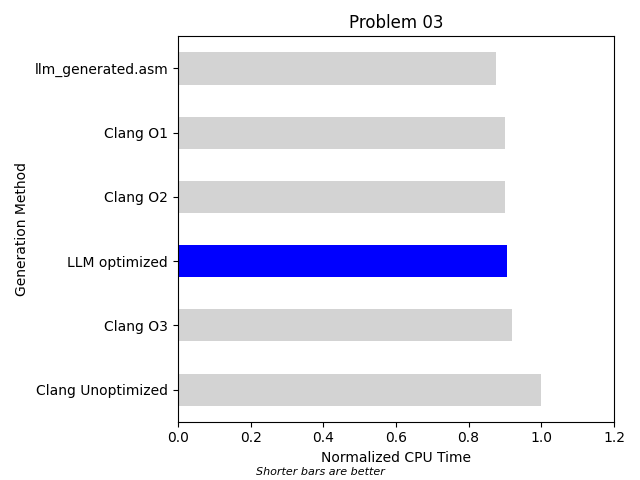 Problem 03
Generation Method
llm_generated.asm
Clang O1
Clang O2
LLM optimized
Clang O3
Clang Unoptimized
0.0 0.2 0.4 0.6 0.8 1.0 1.2
Normalized CPU Time
Shorter bars are better